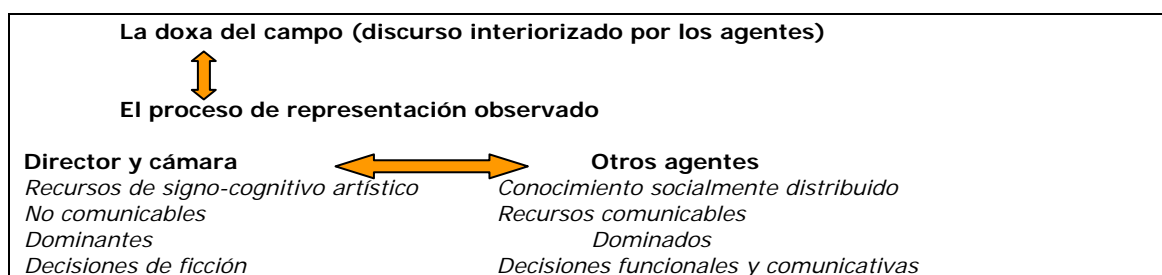 La doxa del campo (discurso interiorizado por los agentes)
El proceso de representación observado
Director y cámara Otros agentes
Recursos de signo-cognitivo artístico Conocimiento socialmente distribuido
No comunicables Recursos comunicables
Dominantes Dominados
Decisiones de ficción Decisiones funcionales y comunicativas